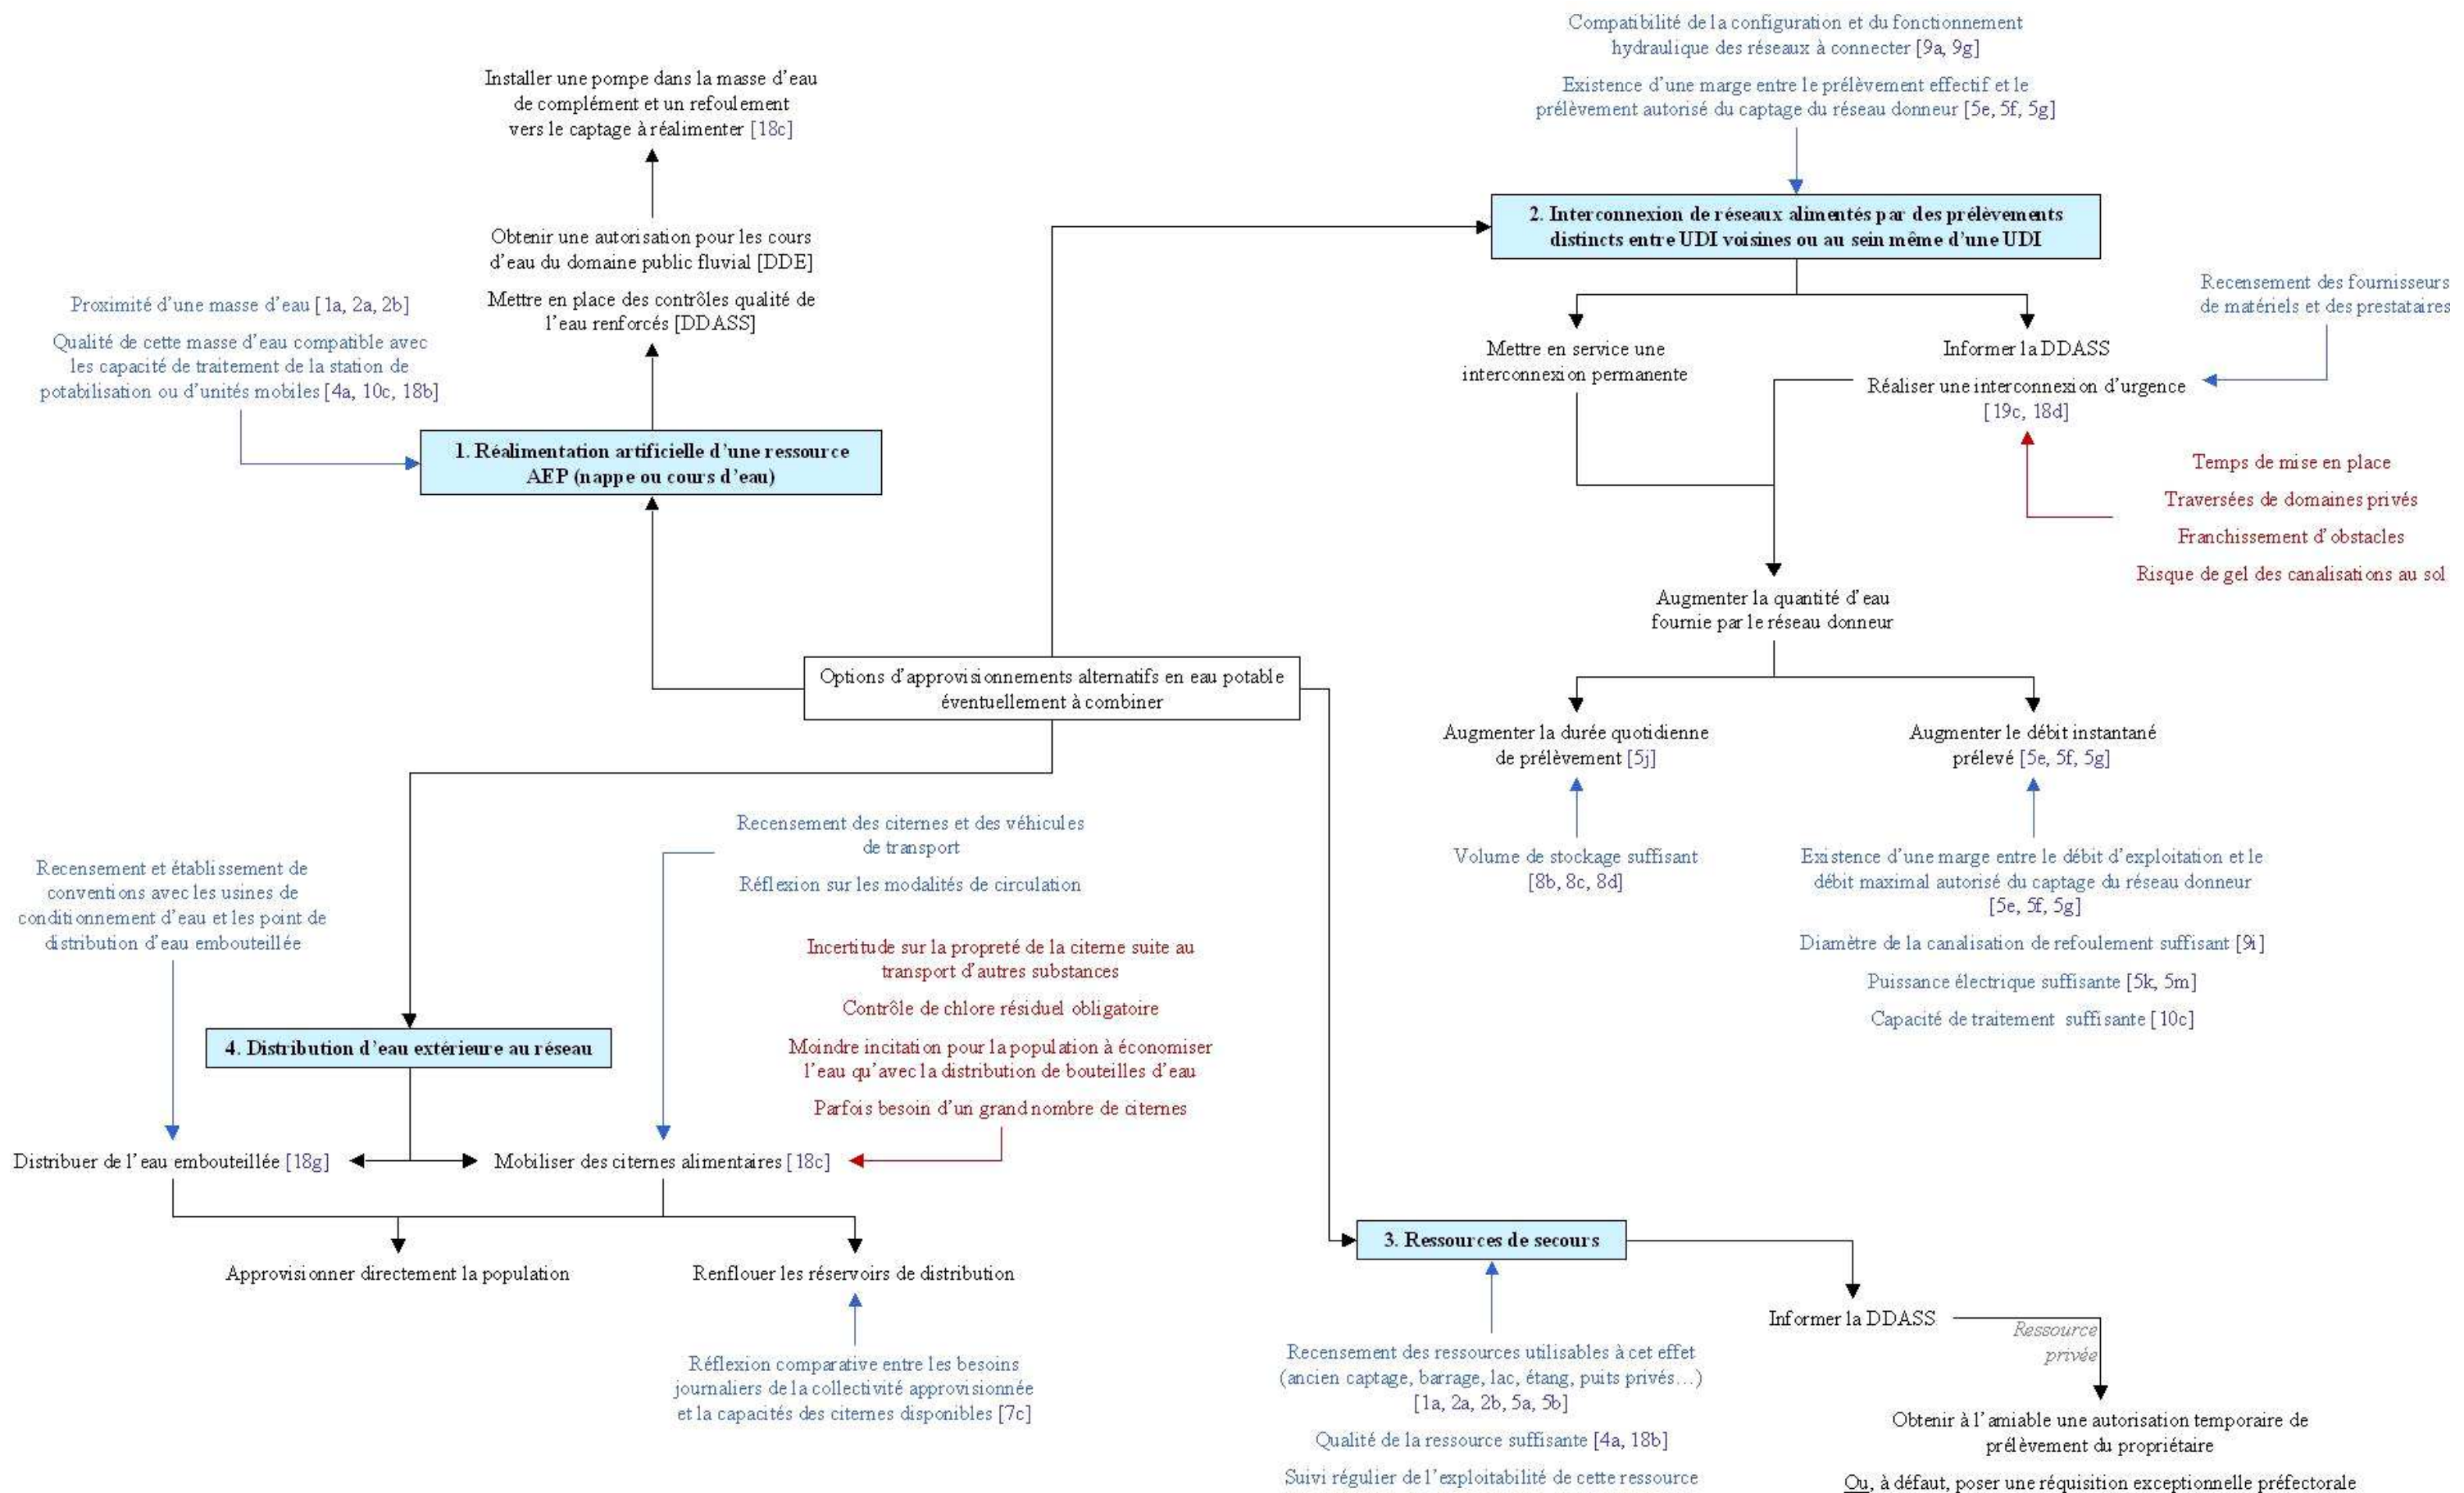 Compatibilité de la configuration et du fonctionnement
hydraulique des réseaux à connecter [9a, 9g]
Existence d'une marge entre le prélèvement effectif et le
prélèvement autorisé du captage du réseau donneur [5e, 5f, 5g]
Installer une pompe dans la masse d'eau
de complément et un refoulement
vers le captage à réalimenter [18c]
Obtenir une autorisation pour les cours
d'eau du domaine public fluvial [DDE]
Mettre en place des contrôles qualité de
l'eau renforcés [DDASS]
Proximité d'une masse d'eau [1a, 2a, 2b]
Qualité de cette masse d'eau compatible avec
les capacité de traitement de la station de
potabilisation ou d'unités mobiles [4a, 10c, 18b]
1. Réalimentation artificielle d'une ressource
AEP (nappe ou cours d'eau)
2. Interconnexion de réseaux alimentés par des prélèvements
distincts entre UDI voisines ou au sein même d'une UDI
Mettre en service une
interconnexion permanente
Informer la DDASS
Réaliser une interconnexion d'urgence
[19c, 18d]
Recensement des fournisseurs
de matériels et des prestataires
Temps de mise en place
Traversées de domaines privés
Franchissement d'obstacles
Risque de gel des canalisations au sol
Augmenter la quantité d'eau
fournie par le réseau donneur
Options d'approvisionnements alternatifs en eau potable
éventuellement à combiner
Augmenter la durée quotidienne
de prélèvement [5j]
Augmenter le débit instantané
prélevé [5e, 5f, 5g]
Volume de stockage suffisant
[8b, 8c, 8d]
Existence d'une marge entre le débit d'exploitation et le
débit maximal autorisé du captage du réseau donneur
[5e, 5f, 5g]
Diamètre de la canalisation de refoulement suffisant [9i]
Puissance électrique suffisante [5k, 5m]
Capacité de traitement suffisante [10c]
Recensement des citernes et des véhicules
de transport
Réflexion sur les modalités de circulation
Recensement et établissement de
conventions avec les usines de
conditionnement d'eau et les point de
distribution d'eau embouteillée
Incertitude sur la propreté de la citerne suite au
transport d'autres substances
Contrôle de chlore résiduel obligatoire
Moindre incitation pour la population à économiser
l'eau qu'avec la distribution de bouteilles d'eau
Parfois besoin d'un grand nombre de citernes
4. Distribution d'eau extérieure au réseau
Distribuer de l'eau embouteillée [18g]
Mobiliser des citernes alimentaires [18c]
Approvisionner directement la population
Renflouer les réservoirs de distribution
Réflexion comparative entre les besoins
journaliers de la collectivité approvisionnée
et la capacités des citernes disponibles [7c]
3. Ressources de secours
Recensement des ressources utilisables à cet effet
(ancien captage, barrage, lac, étang, puits privés…)
[1a, 2a, 2b, 5a, 5b]
Qualité de la ressource suffisante [4a, 18b]
Suivi régulier de l'exploitabilité de cette ressource
Informer la DDASS
Ressource
privée
Obtenir à l'amiable une autorisation temporaire de
prélèvement du propriétaire
Ou, à défaut, poser une réquisition exceptionnelle préfectorale